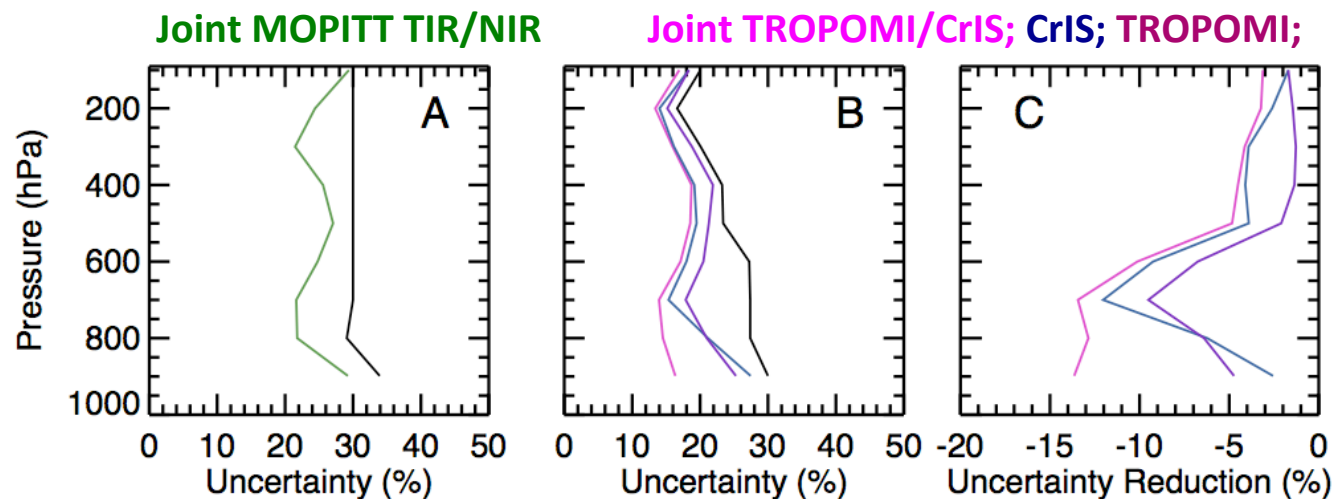 Joint MOPITT TIR/NIR
Joint TROPOMI/CrIS; CrIS; TROPOMI;
A
B
C
Pressure (hPa)
200
400
600
800
1000
0 10 20 30 40 50
0 10 20 30 40 50
-20 -15 -10 -5 0
Uncertainty (%)
Uncertainty (%)
Uncertainty Reduction (%)